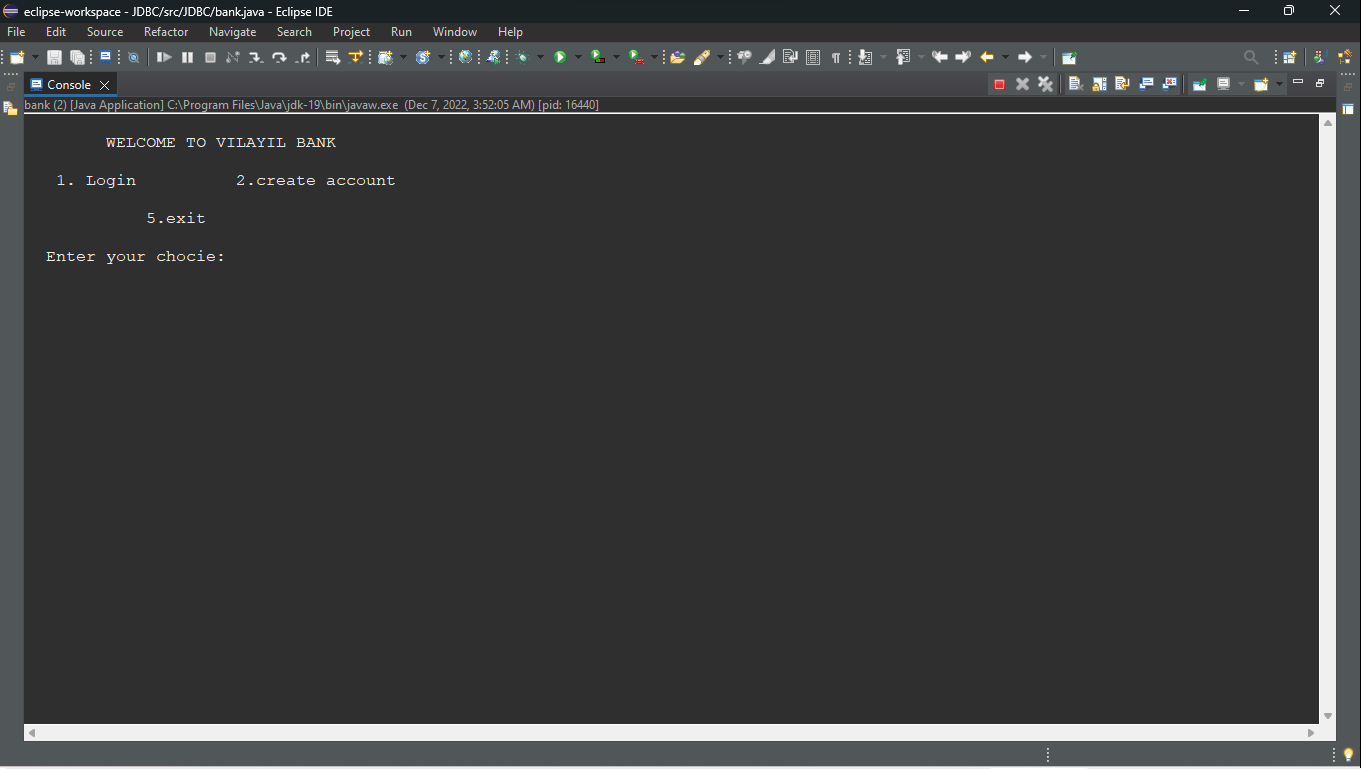 eclipse-workspace - JDBC/src/JDBC/bank.java - Eclipse IDE
File Edit Source Refactor Navigate Search Project Run Window Help
Console
bank (2) [Java Application] C:\Program Files\Java\jdk-19\bin\javaw.exe (Dec 7, 2022, 3:52:05 AM) [pid: 16440]
WELCOME TO VILAYIL BANK
1. Login 2.create account
5.exit
Enter your chocie: